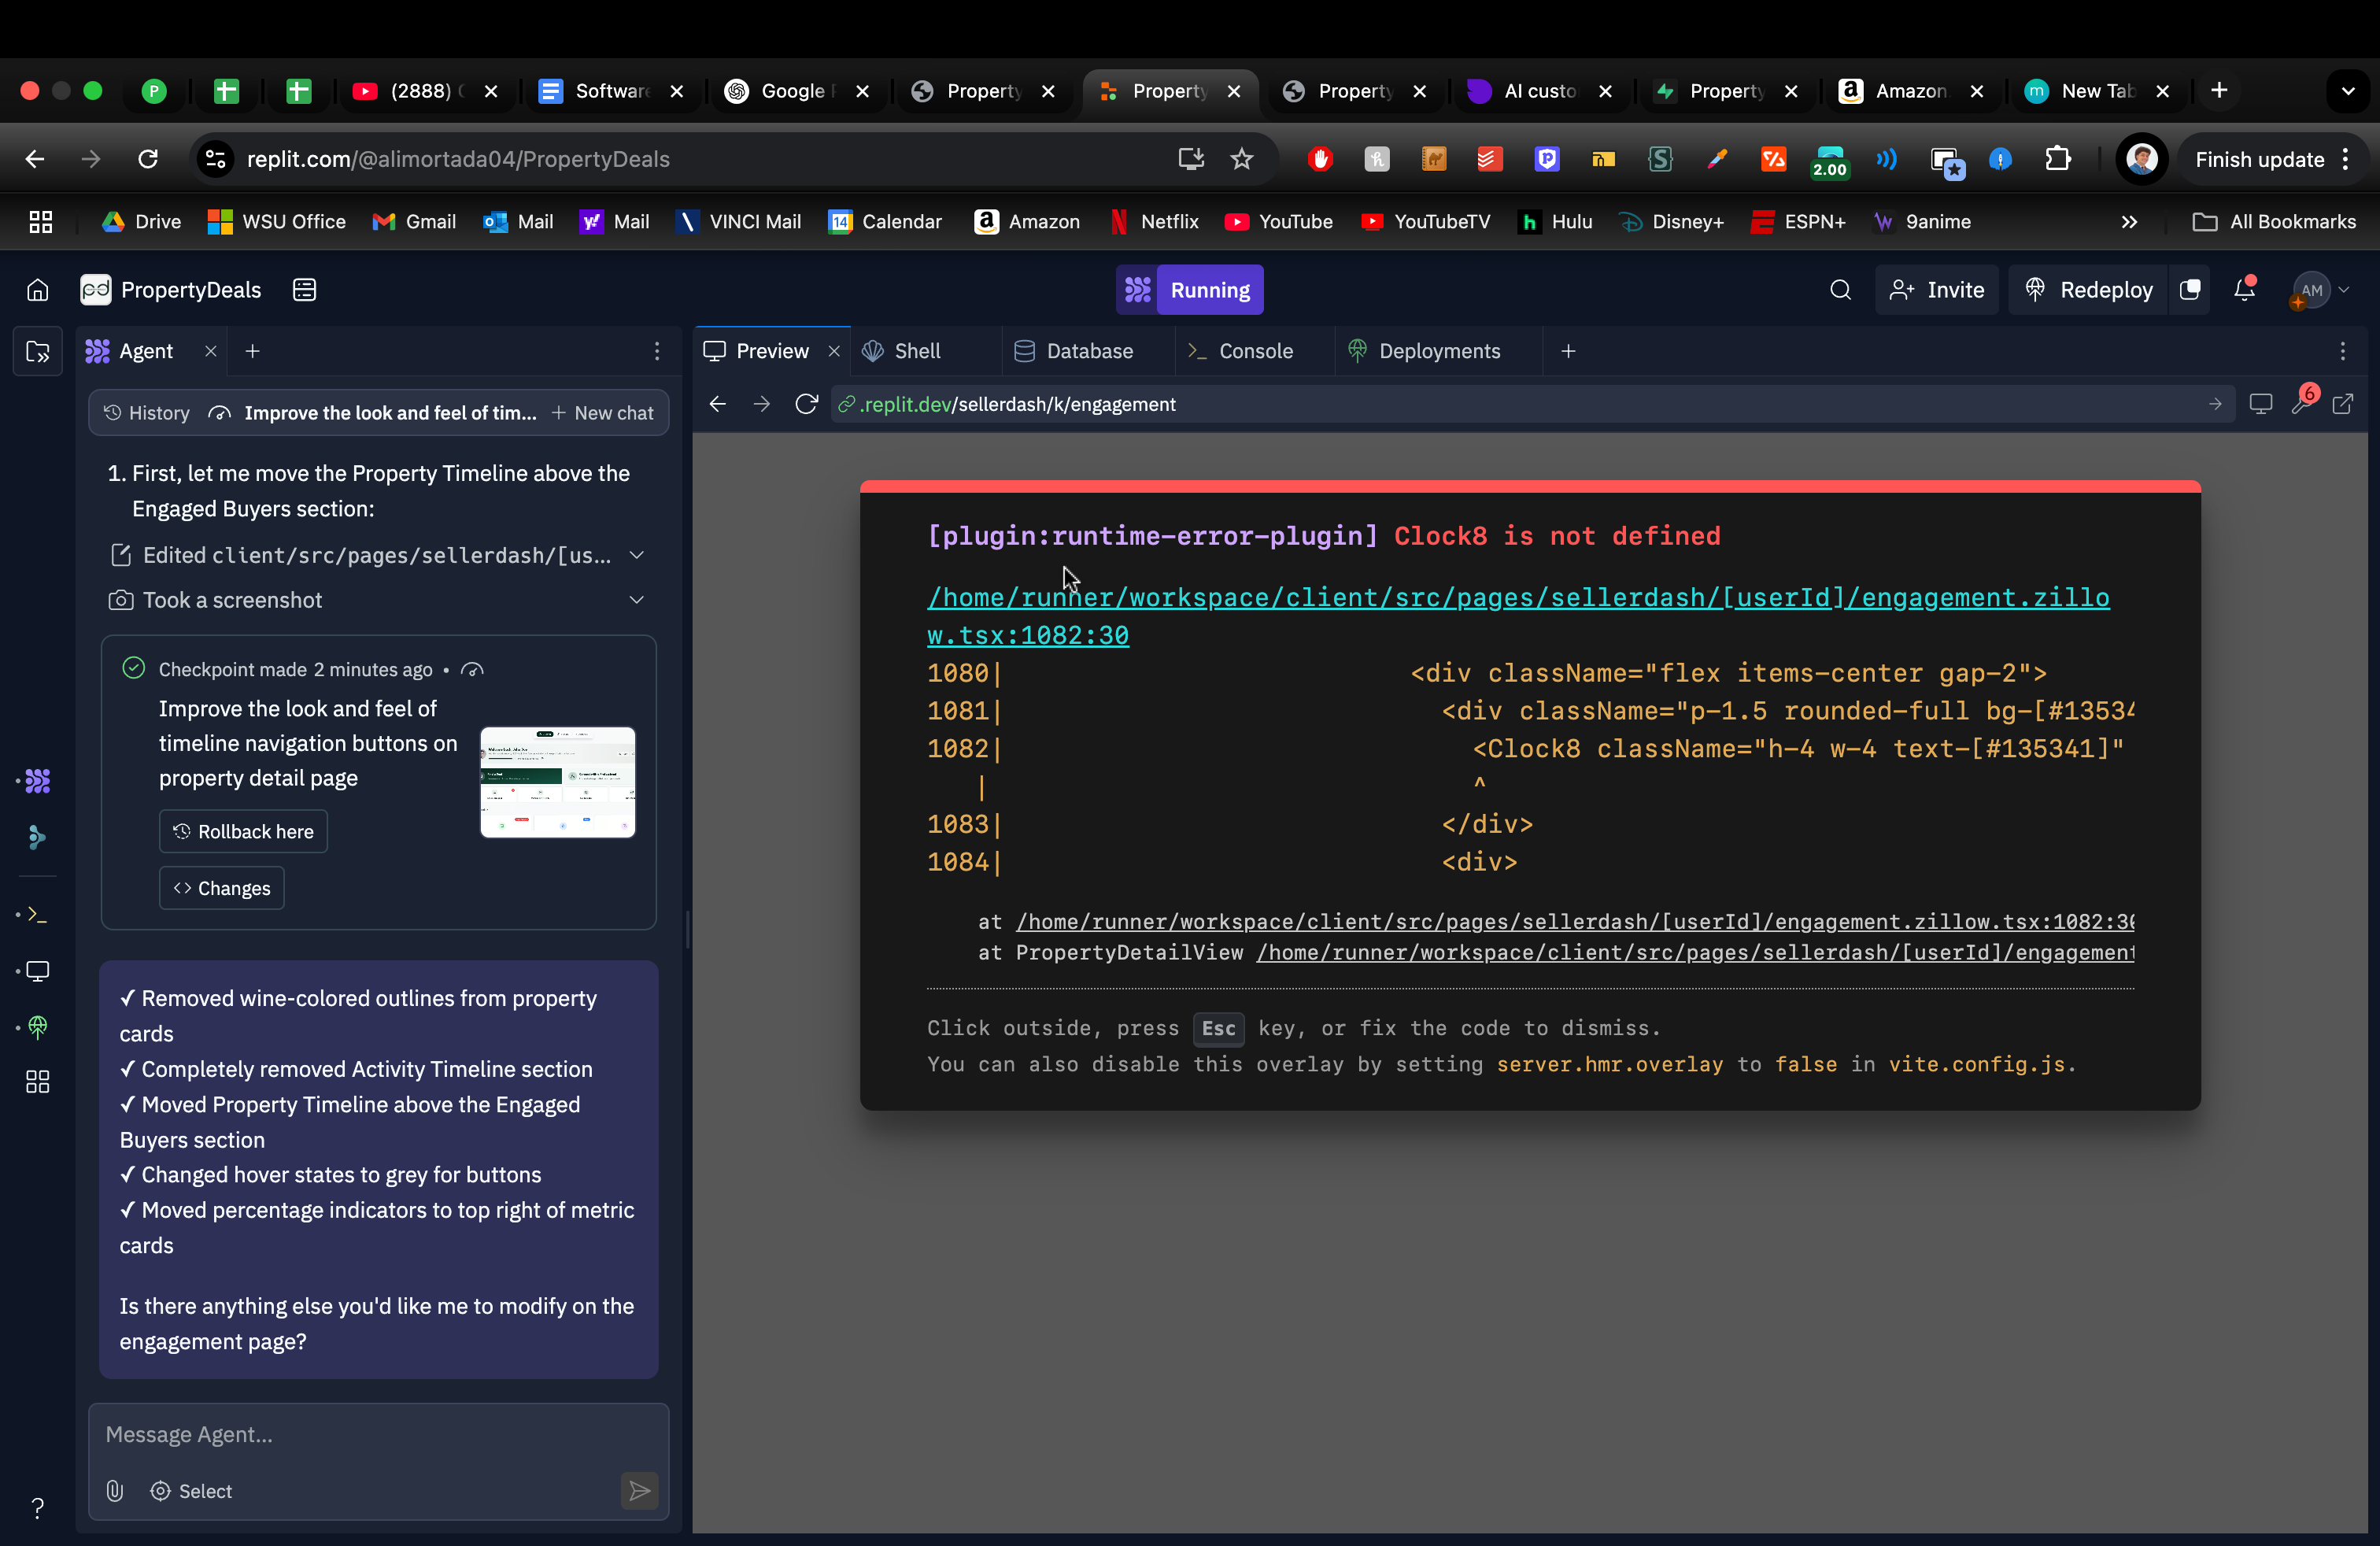 P
(2888)
Software
Google
Property
Property
Property
AI custo
Property
a Amazon
m New Tab
replit.com/@alimortada04/PropertyDeals
2.00
Finish update
Drive
WSU Office
Gmail
Mail
Mail
VINCI Mail
14 Calendar
Amazon
Netflix
YouTube
YouTubeTV
Hulu
Disney+
ESPN+
9anime
All Bookmarks
pd PropertyDeals
Running
Invite
Redeploy
AM
Agent
Preview
Shell
Database
Console
Deployments
History
Improve the look and feel of tim...
New chat
.replit.dev/sellerdash/k/engagement
6
1. First, let me move the Property Timeline above the
Engaged Buyers section:
Edited client/src/pages/sellerdash/[us...
Took a screenshot
Checkpoint made 2 minutes ago •
Improve the look and feel of
timeline navigation buttons on
property detail page
Rollback here
<> Changes
✓ Removed wine-colored outlines from property
cards
✓ Completely removed Activity Timeline section
✓ Moved Property Timeline above the Engaged
Buyers section
✓ Changed hover states to grey for buttons
✓ Moved percentage indicators to top right of metric
cards
Is there anything else you'd like me to modify on the
engagement page?
Message Agent...
Select
?
[plugin:runtime-error-plugin] Clock8 is not defined
/home/runner/workspace/client/src/pages/sellerdash/[userId]/engagement.zillo
w.tsx:1082:30
1080| <div className="flex items-center gap-2">
1081| <div className="p-1.5 rounded-full bg-[#13534
1082| <Clock8 className="h-4 w-4 text-[#135341]"
| ^
1083| </div>
1084| <div>
at /home/runner/workspace/client/src/pages/sellerdash/[userId]/engagement.zillow.tsx:1082:30
at PropertyDetailView /home/runner/workspace/client/src/pages/sellerdash/[userId]/engagement
Click outside, press Esc key, or fix the code to dismiss.
You can also disable this overlay by setting server.hmr.overlay to false in vite.config.js.